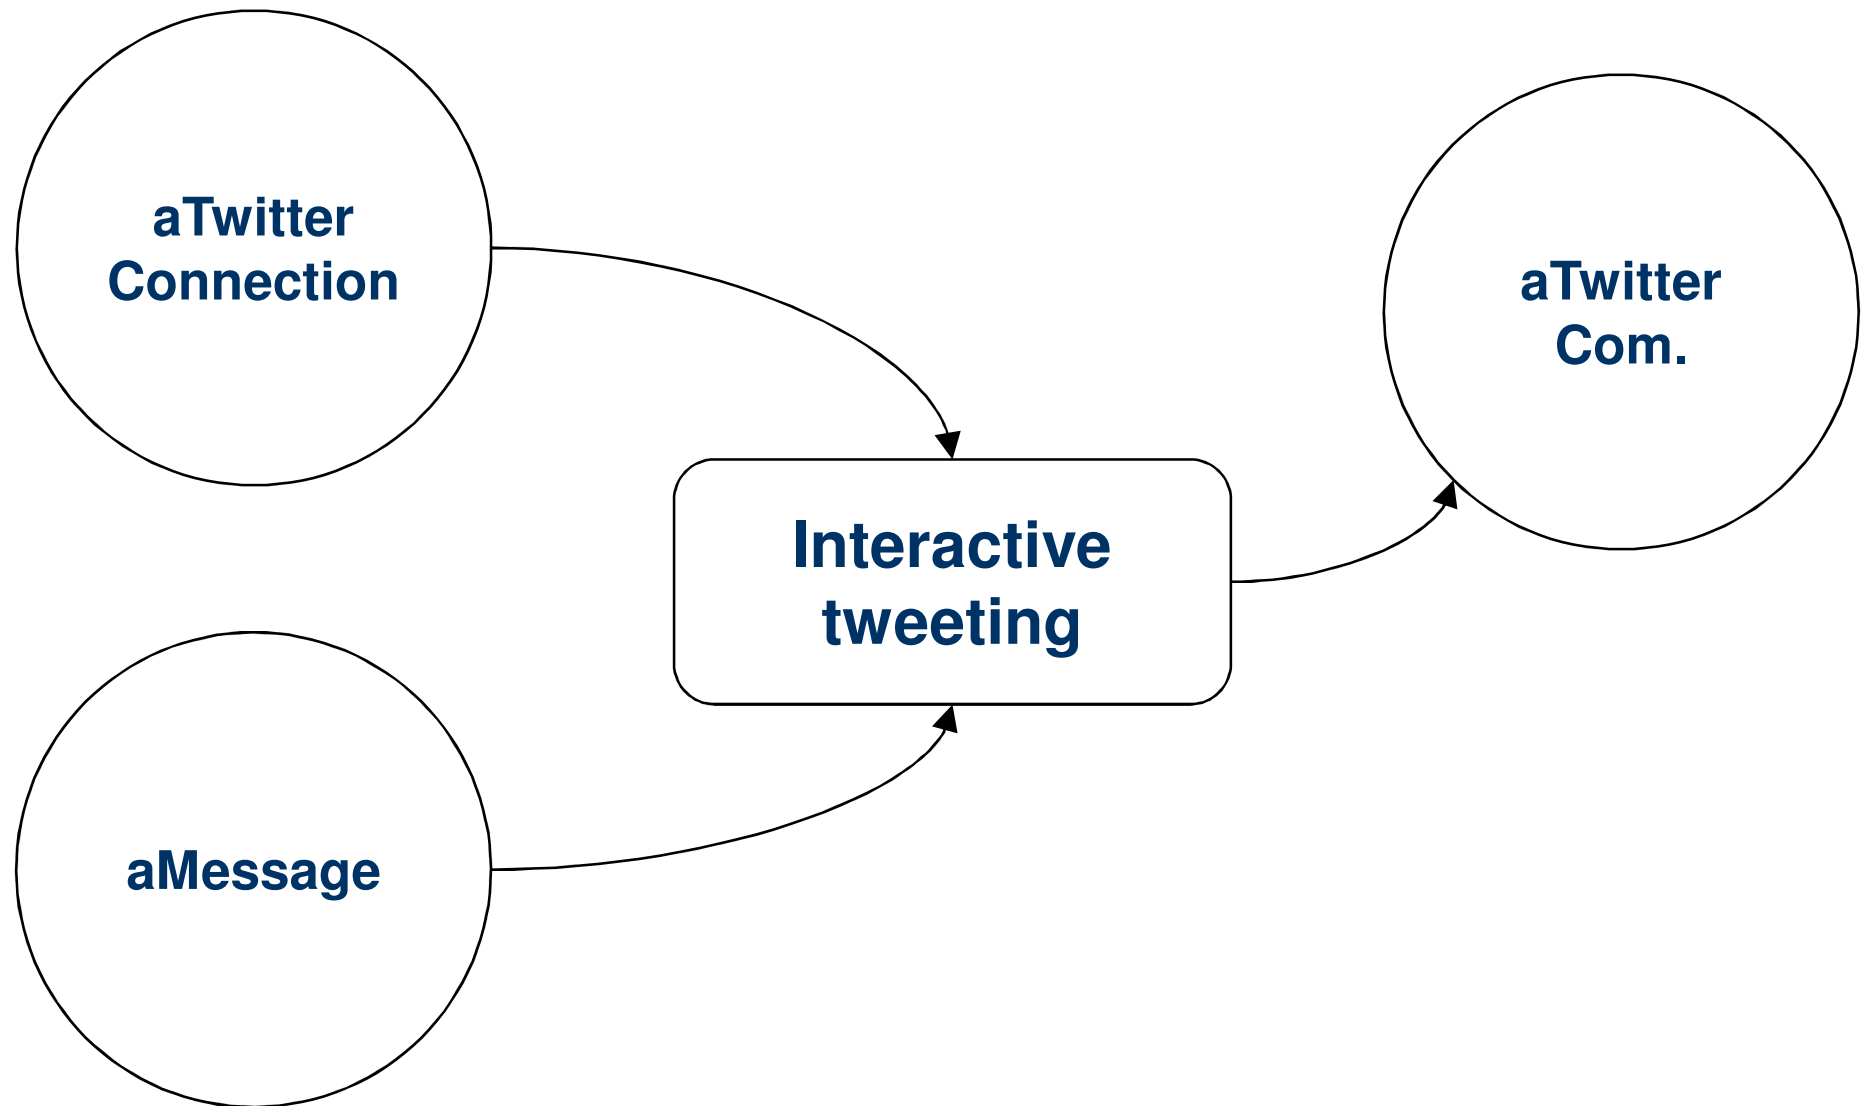 aTwitter
Connection
aTwitter
Com.
Interactive
tweeting
aMessage